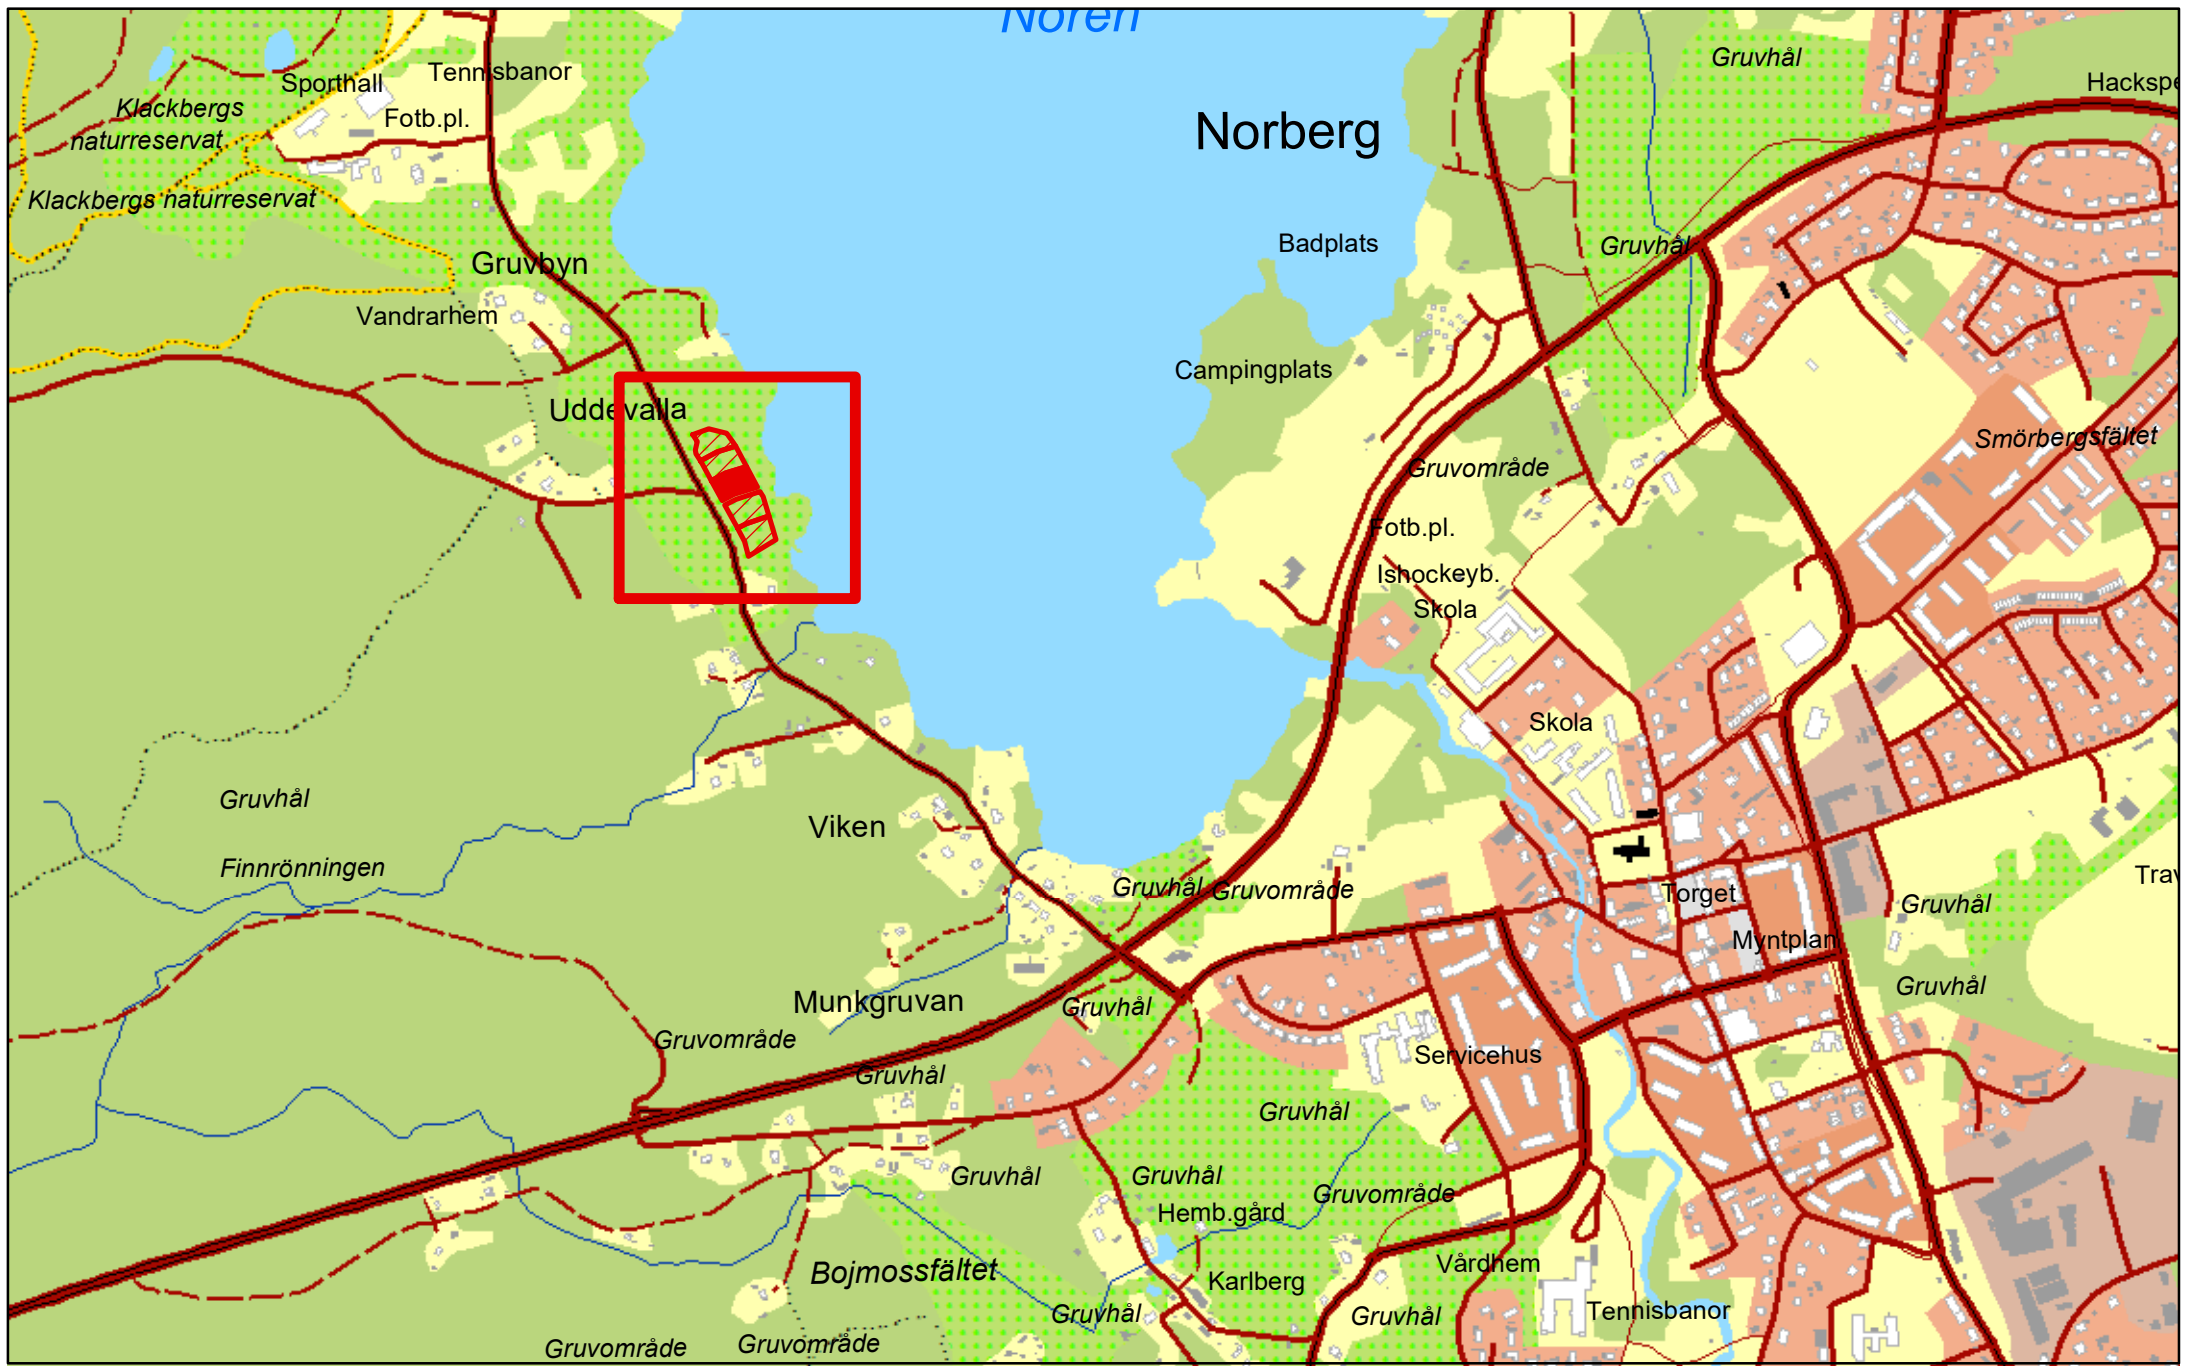 Noren
Gruvhål
Tennisbanor
Sporthall
Hackspe
Klackbergs
naturreservat
Fotb.pl.
Norberg
Klackbergs naturreservat
Badplats
Gruvhål
Gruvbyn
Vandrarhem
Campingplats
Uddevalla
Smörbergsfältet
Gruvområde
Fotb.pl.
Ishockeyb.
Skola
Skola
Gruvhål
Viken
Finnrönningen
Gruvhål
Gruvområde
Torget
Trav
Gruvhål
Myntplan
Gruvhål
Munkgruvan
Gruvhål
Gruvområde
Servicehus
Gruvhål
Gruvhål
Gruvhål
Gruvhål
Gruvområde
Hemb.gård
Bojmossfältet
Vårdhem
Karlberg
Gruvhål
Gruvhål
Tennisbanor
Gruvområde
Gruvområde